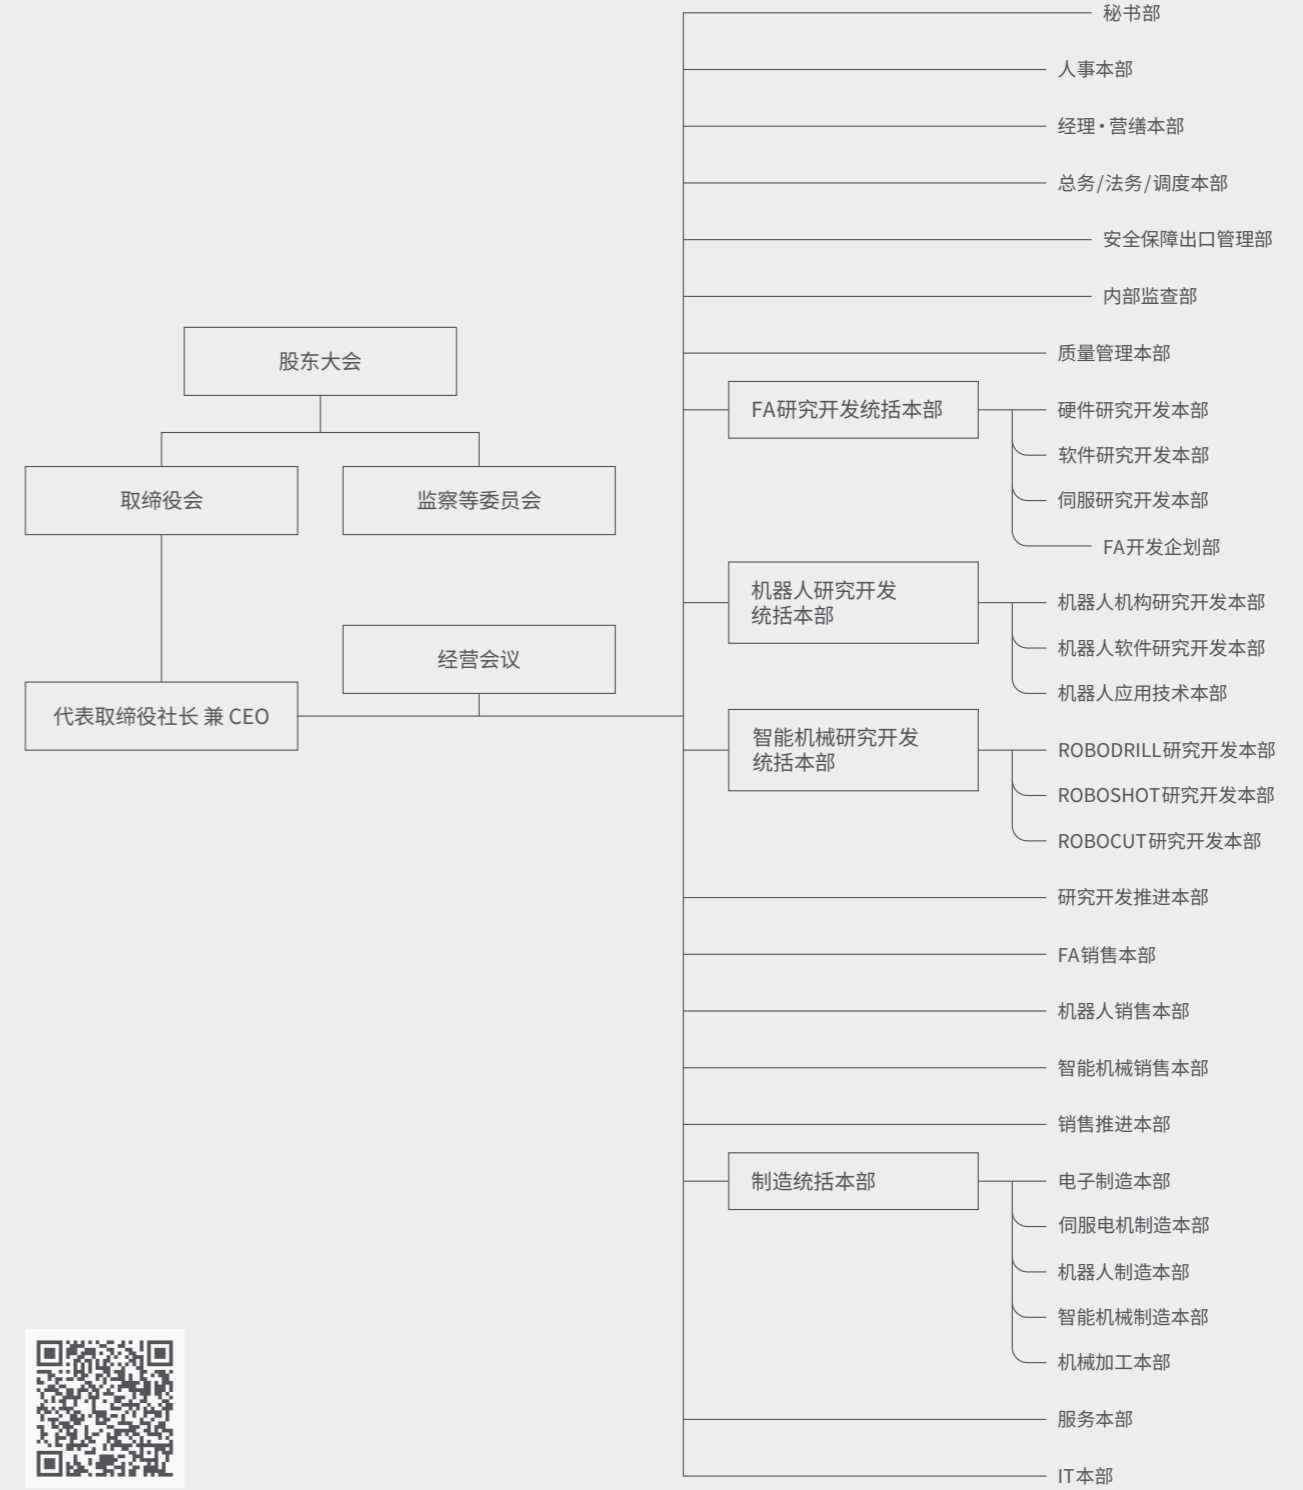 股东大会
取缔役会
监察等委员会
经营会议
代表取缔役社长 兼 CEO
秘书部
人事本部
经理・营缮本部
总务/法务/调度本部
安全保障出口管理部
内部监查部
质量管理本部
FA研究开发统括本部
硬件研究开发本部
软件研究开发本部
伺服研究开发本部
FA开发企划部
机器人研究开发
统括本部
机器人机构研究开发本部
机器人软件研究开发本部
机器人应用技术本部
智能机械研究开发
统括本部
ROBODRILL研究开发本部
ROBOSHOT研究开发本部
ROBOCUT研究开发本部
研究开发推进本部
FA销售本部
机器人销售本部
智能机械销售本部
销售推进本部
制造统括本部
电子制造本部
伺服电机制造本部
机器人制造本部
智能机械制造本部
机械加工本部
服务本部
IT本部